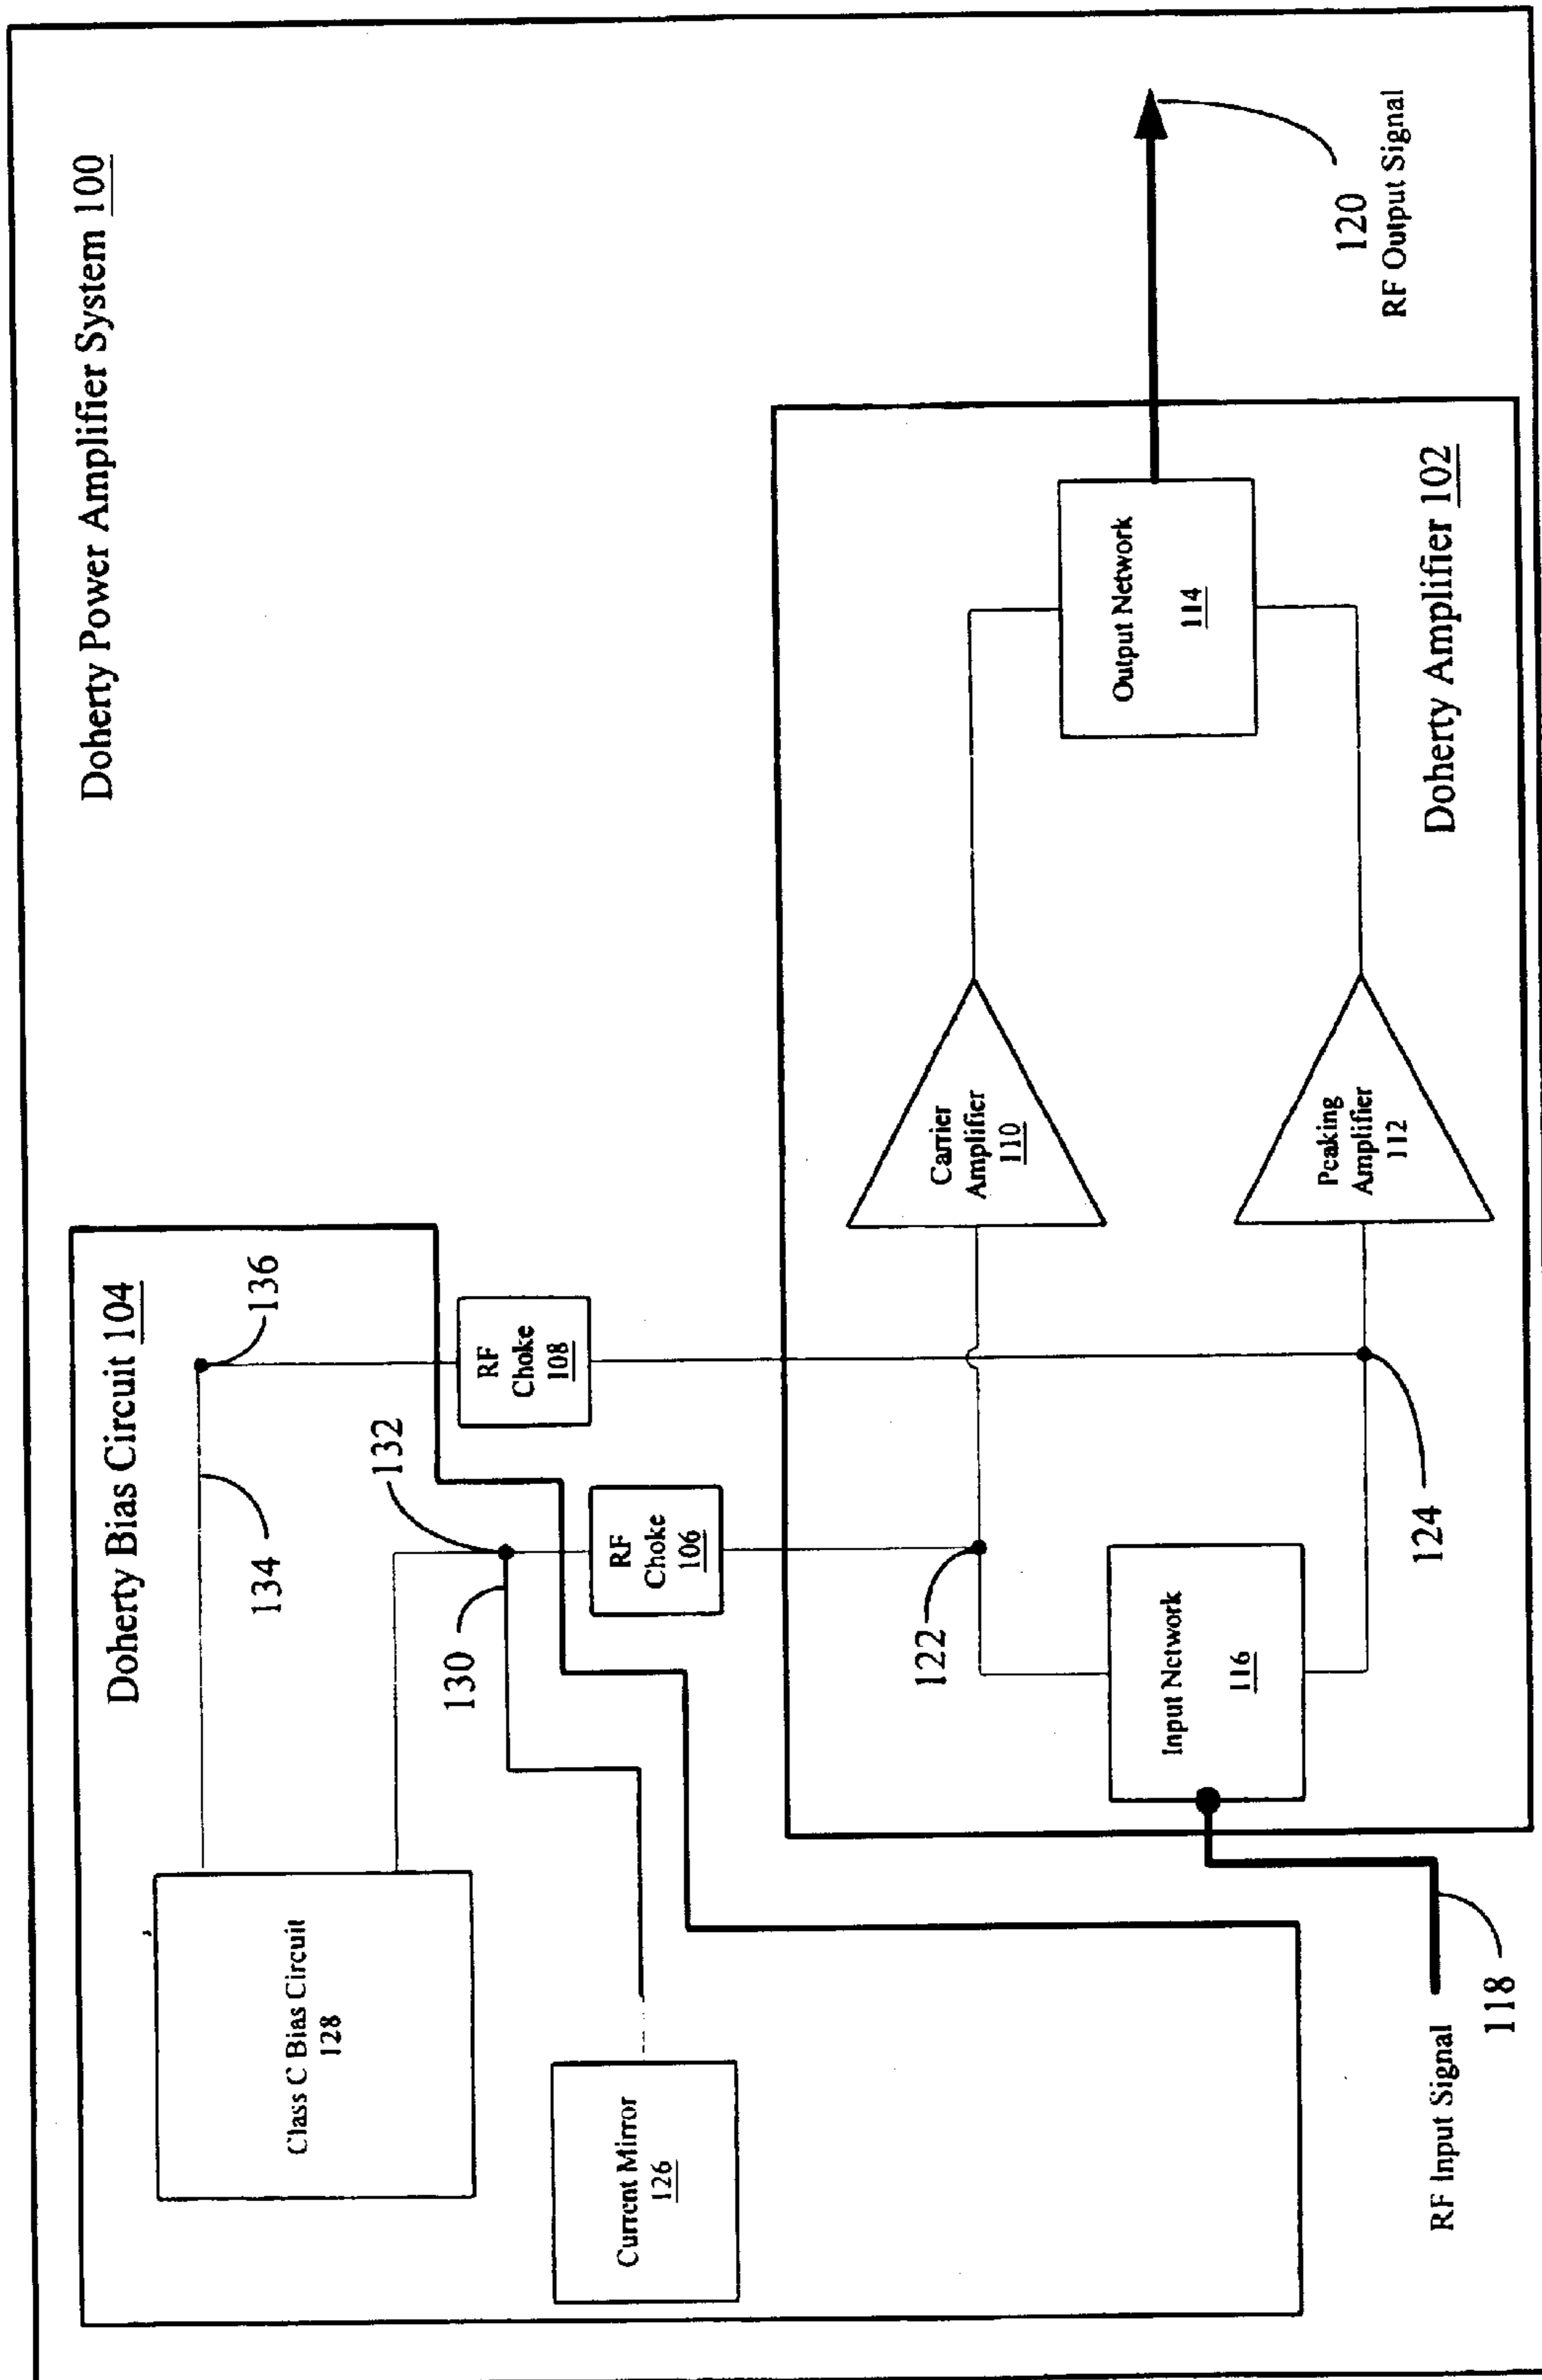 Doherty Power Amplifier System 100
Doherty Bias Circuit 104
136
134
132
Class C Bias Circuit
128
RF
Choke
108
130
RF
Choke
106
Current Mirror
126
122
Carrier
Amplifier
110
Output Network
114
Input Network
116
120
RF Output Signal
Peaking
Amplifier
112
124
Doherty Amplifier 102
RF Input Signal
118